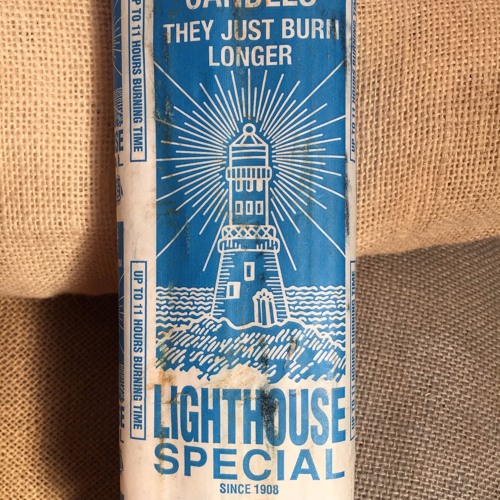 CANDLES
THEY JUST BURN
LONGER
UP TO 11 HOURS BURNING TIME
UP TO 11 HOURS BURNING TIME
LIGHTHOUSE
SPECIAL
SINCE 1908